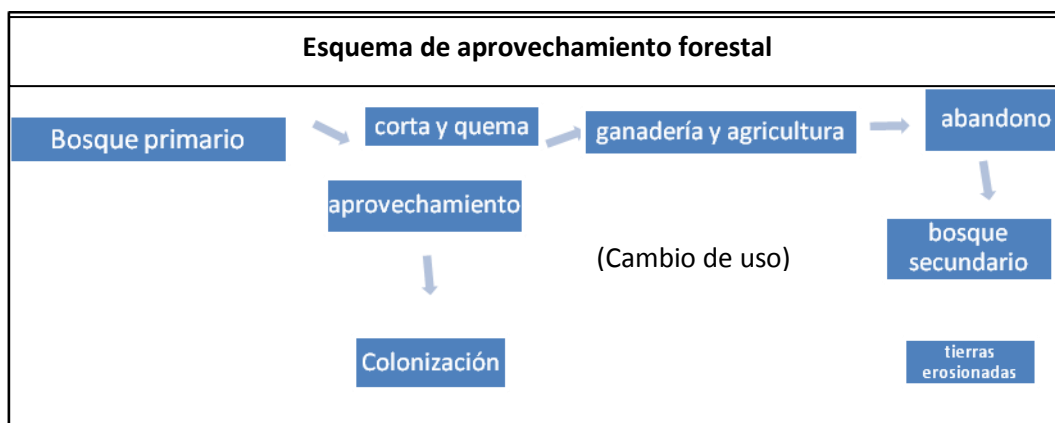 Esquema de aprovechamiento forestal
Bosque primario
corta y quema
ganadería y agricultura
abandono
aprovechamiento
(Cambio de uso)
bosque
secundario
Colonización
tierras
erosionadas